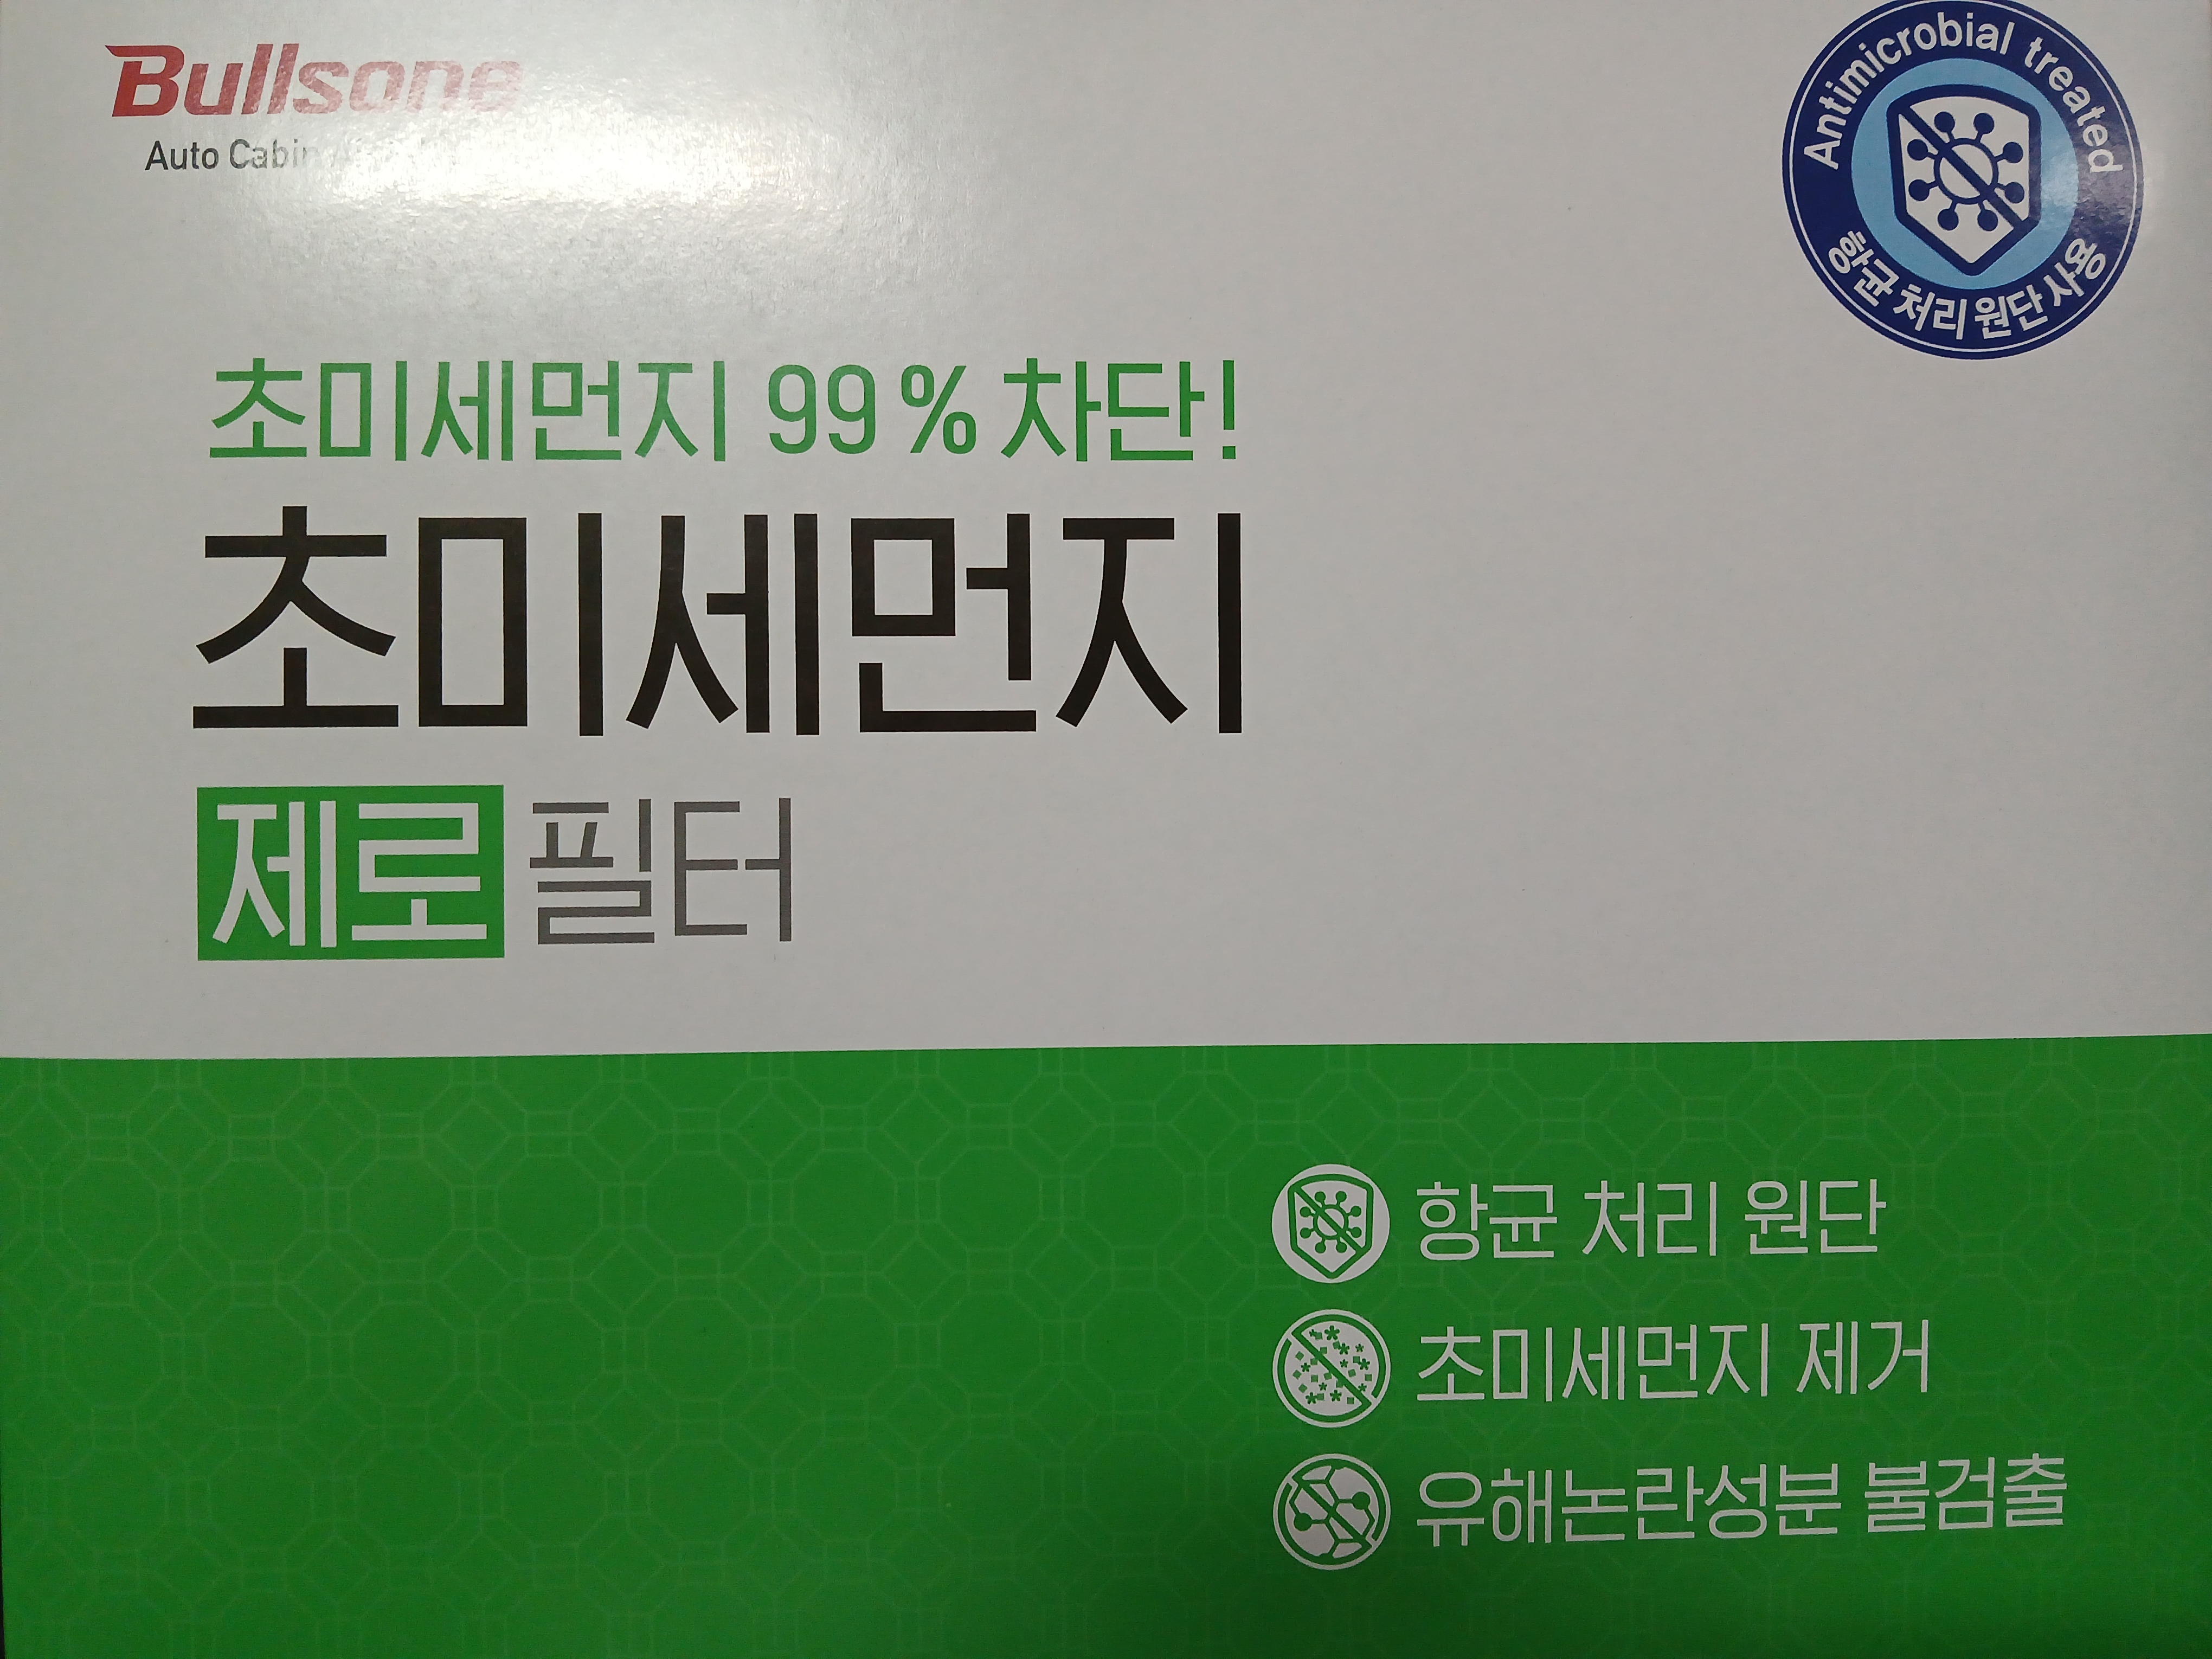 Bullsone
Auto Cabin
Antimicrobial treated
항균 처리 원단 사용
초미세먼지 99% 차단!
초미세먼지
제로 필터
항균 처리 원단
초미세먼지 제거
유해논란성분 불검출